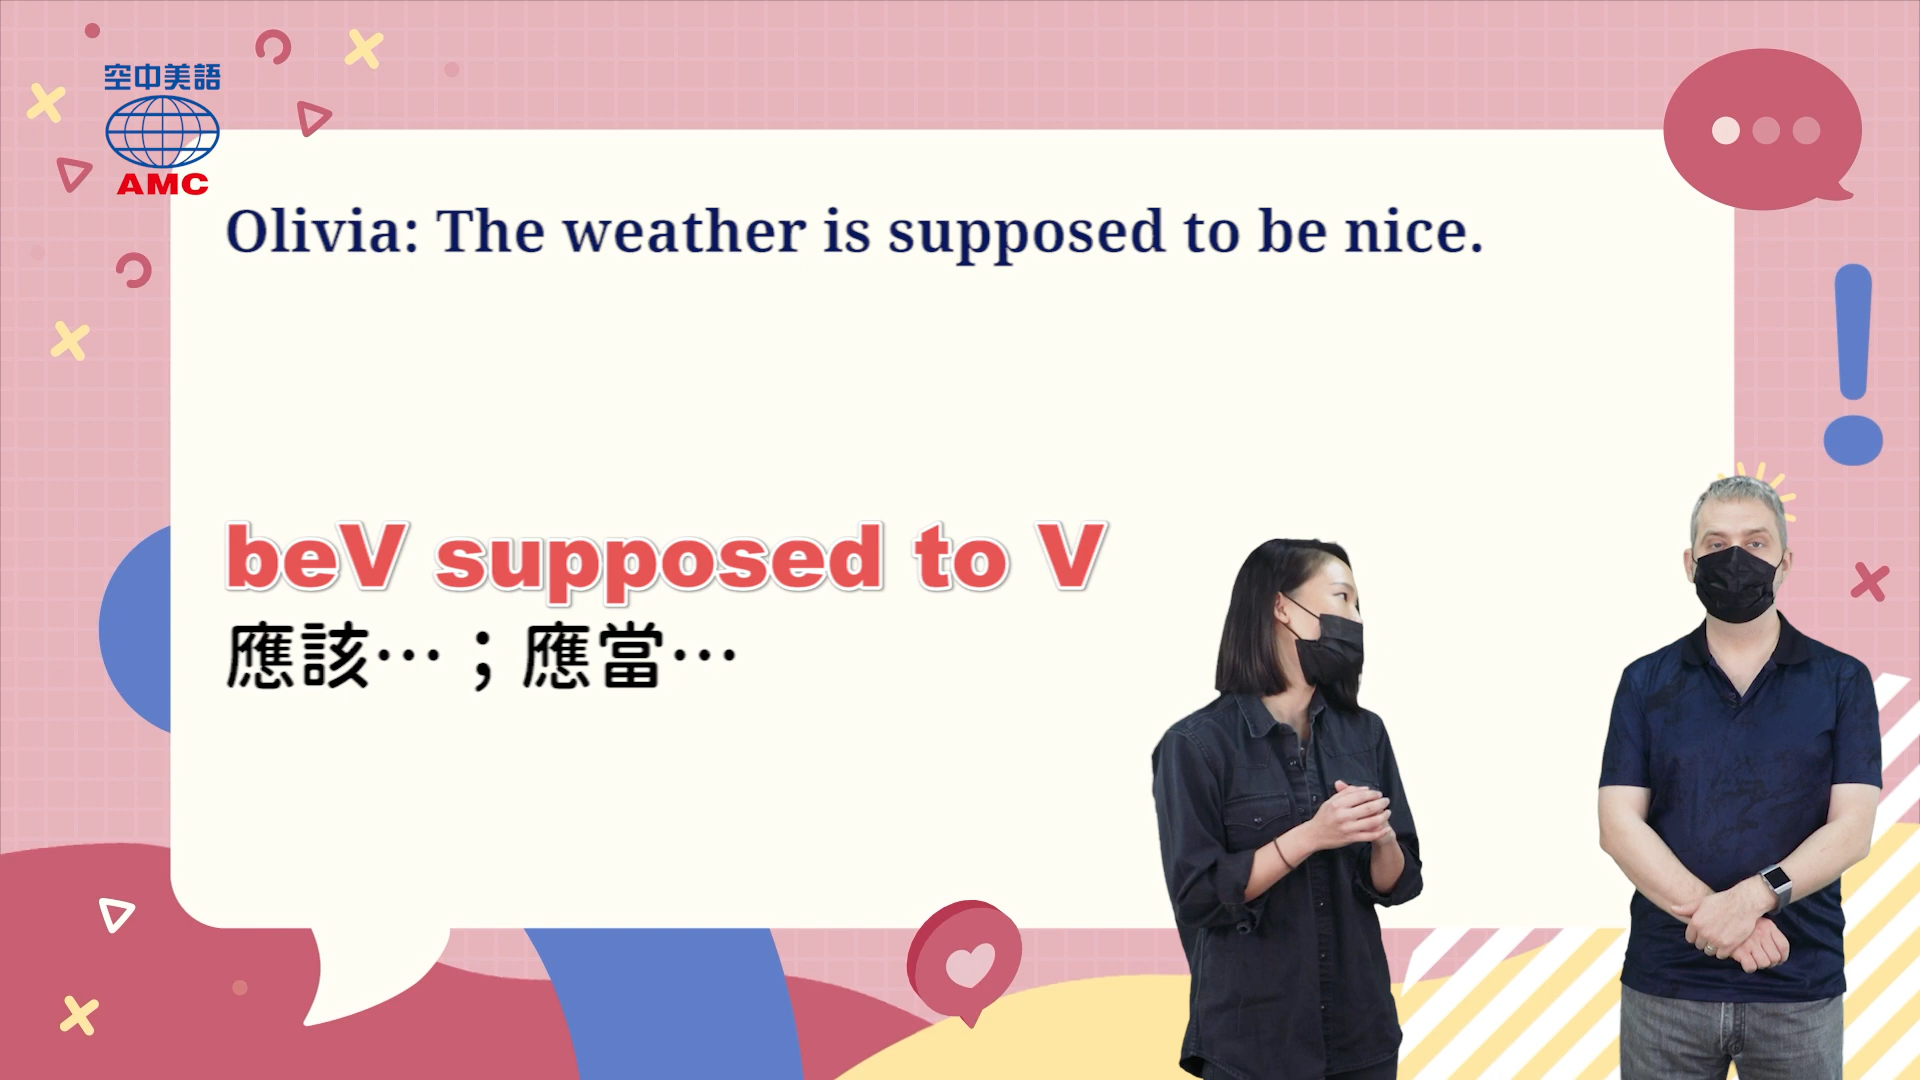 空中美語
AMC
Olivia: The weather is supposed to be nice.
beV supposed to V
應該…；應當…